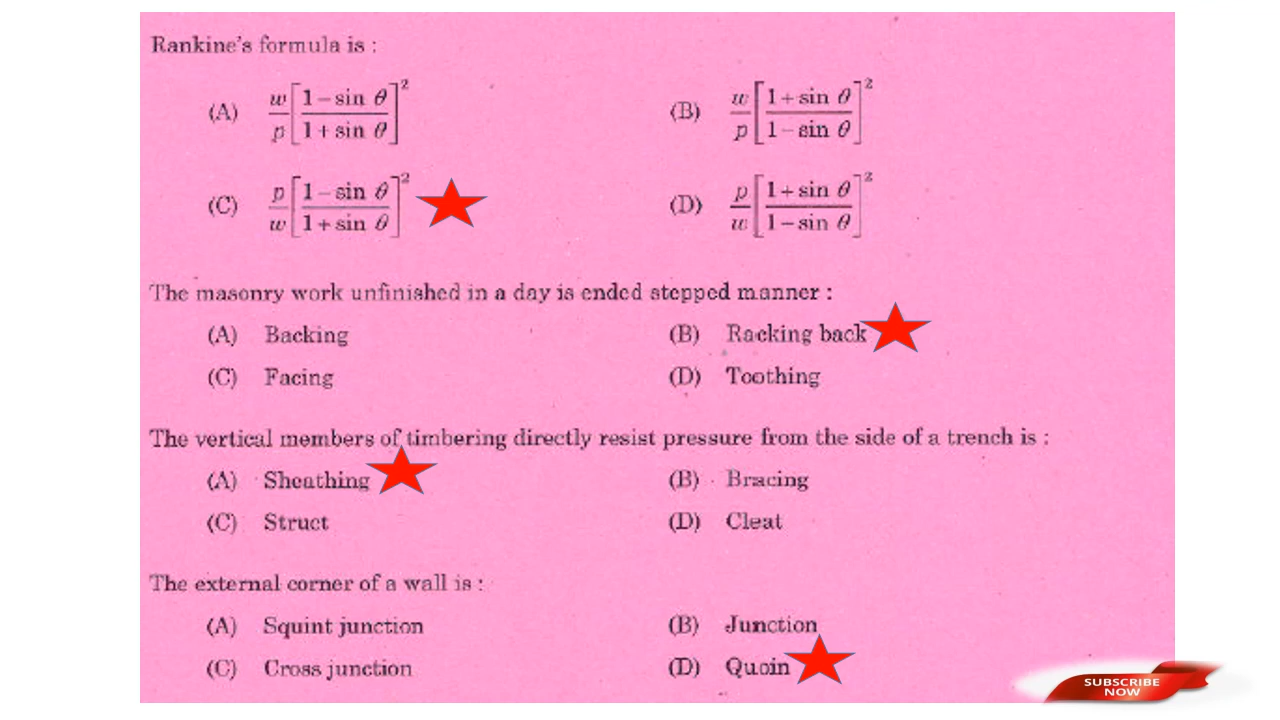 Rankine's formula is :
(A) w/p [1 – sin θ / 1 + sin θ]² (B) w/p [1 + sin θ / 1 – sin θ]²
(C) p/w [1 – sin θ / 1 + sin θ]² (D) p/w [1 + sin θ / 1 – sin θ]²
The masonry work unfinished in a day is ended stepped manner :
(A) Backing (B) Racking back
(C) Facing (D) Toothing
The vertical members of timbering directly resist pressure from the side of a trench is :
(A) Sheathing (B) Bracing
(C) Struct (D) Cleat
The external corner of a wall is :
(A) Squint junction (B) Junction
(C) Cross junction (D) Quoin
SUBSCRIBE
NOW